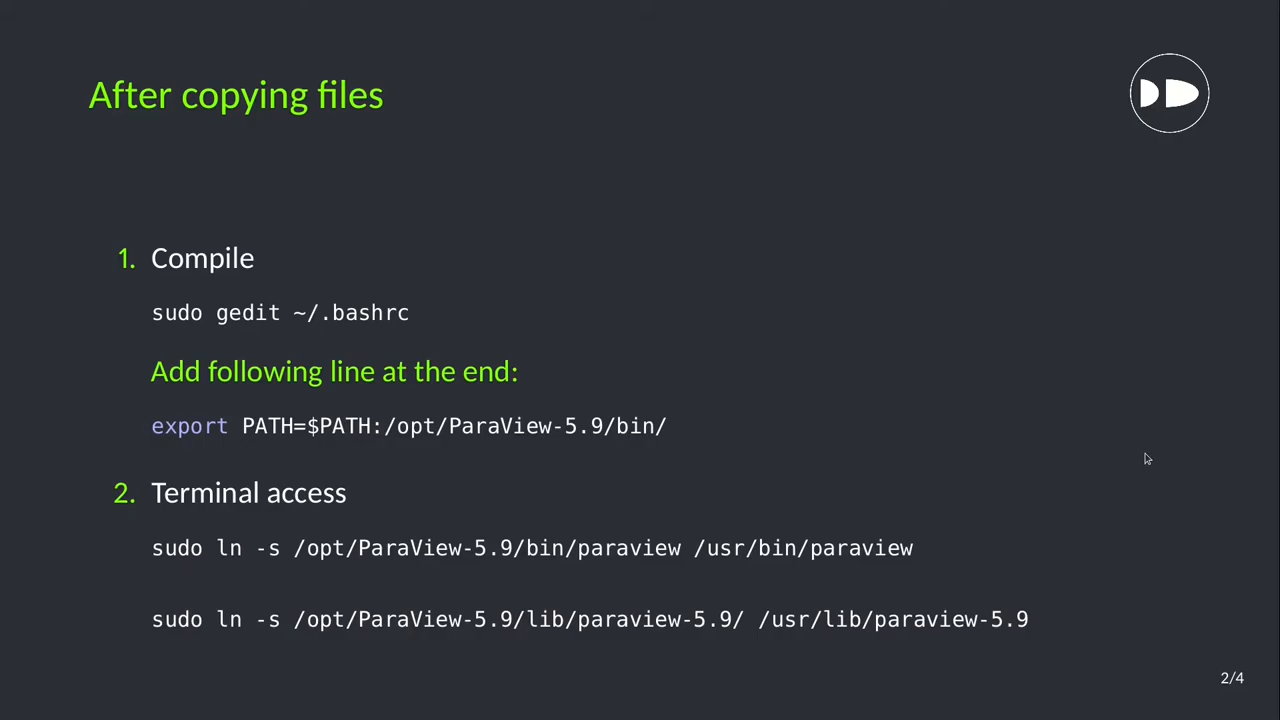 After copying files
1. Compile
sudo gedit ~/.bashrc
Add following line at the end:
export PATH=$PATH:/opt/ParaView-5.9/bin/
2. Terminal access
sudo ln -s /opt/ParaView-5.9/bin/paraview /usr/bin/paraview
sudo ln -s /opt/ParaView-5.9/lib/paraview-5.9/ /usr/lib/paraview-5.9
2/4